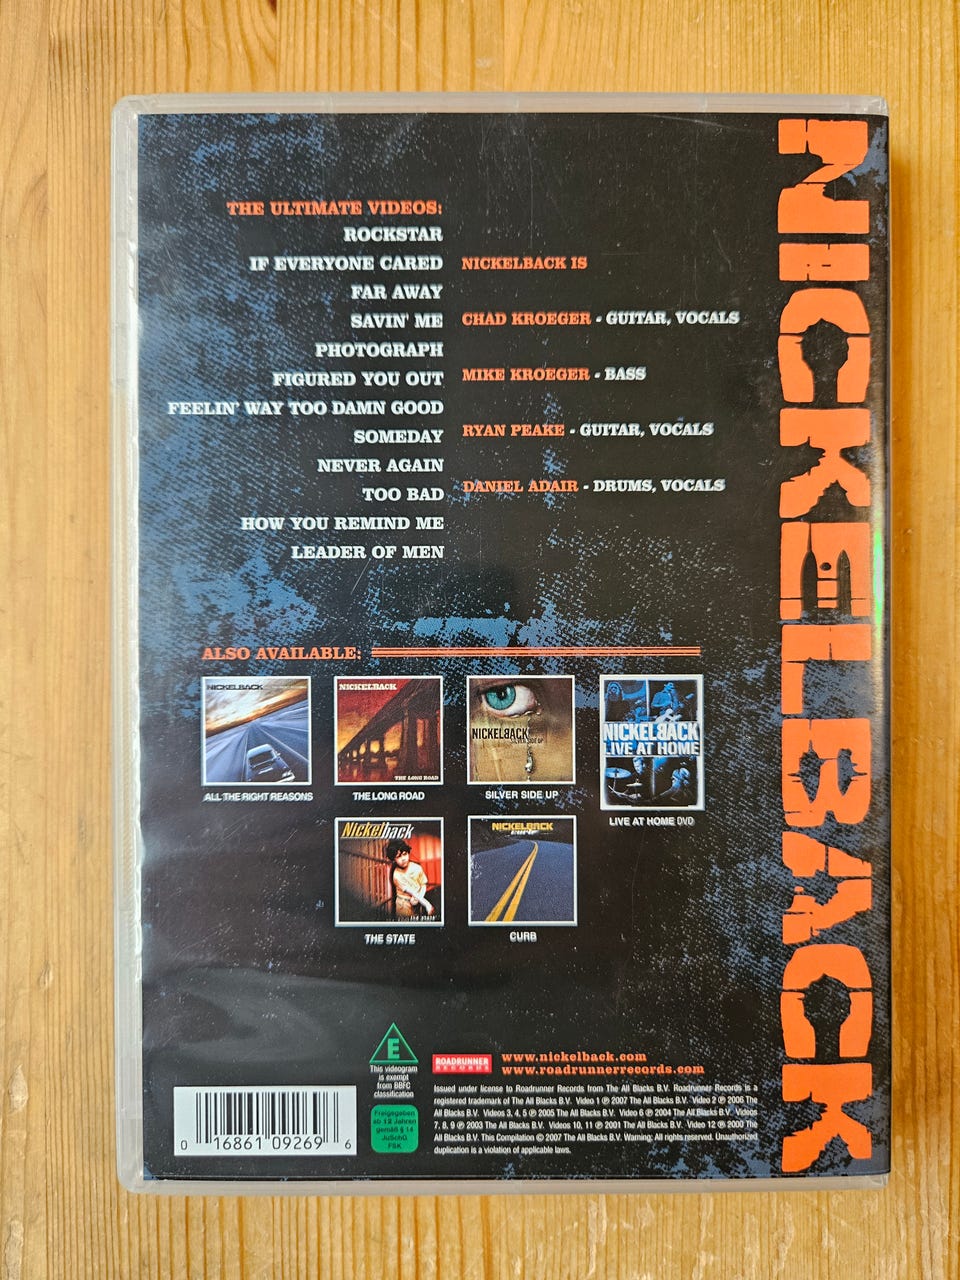 THE ULTIMATE VIDEOS:
ROCKSTAR
IF EVERYONE CARED
FAR AWAY
SAVIN' ME
PHOTOGRAPH
FIGURED YOU OUT
FEELIN' WAY TOO DAMN GOOD
SOMEDAY
NEVER AGAIN
TOO BAD
HOW YOU REMIND ME
LEADER OF MEN
NICKELBACK IS
CHAD KROEGER - GUITAR, VOCALS
MIKE KROEGER - BASS
RYAN PEAKE - GUITAR, VOCALS
DANIEL ADAIR - DRUMS, VOCALS
NICKELBACK
ALSO AVAILABLE:
NICKELBACK
ALL THE RIGHT REASONS
NICKELBACK
THE LONG ROAD
THE LONG ROAD
NICKELBACK
SILVER SIDE UP
SILVER SIDE UP
NICKELBACK
LIVE AT HOME
LIVE AT HOME DVD
Nickelback
the state
THE STATE
NICKELBACK
curb
CURB
E
This videogram
is exempt
from BBFC
classification
Freigegeben
ab 12 Jahren
gemäß § 14
JuSchG
FSK
ROADRUNNER
RECORDS
www.nickelback.com
www.roadrunnerrecords.com
Issued under license to Roadrunner Records from The All Blacks B.V. Roadrunner Records is a
registered trademark of The All Blacks B.V. Video 1 ℗ 2007 The All Blacks B.V. Video 2 ℗ 2006 The
All Blacks B.V. Videos 3, 4, 5 ℗ 2005 The All Blacks B.V. Video 6 ℗ 2004 The All Blacks B.V. Videos
7, 8, 9 ℗ 2003 The All Blacks B.V. Videos 10, 11 ℗ 2001 The All Blacks B.V. Video 12 ℗ 2000 The
All Blacks B.V. This Compilation © 2007 The All Blacks B.V. Warning: All rights reserved. Unauthorized
duplication is a violation of applicable laws.
0 16861 09269 6